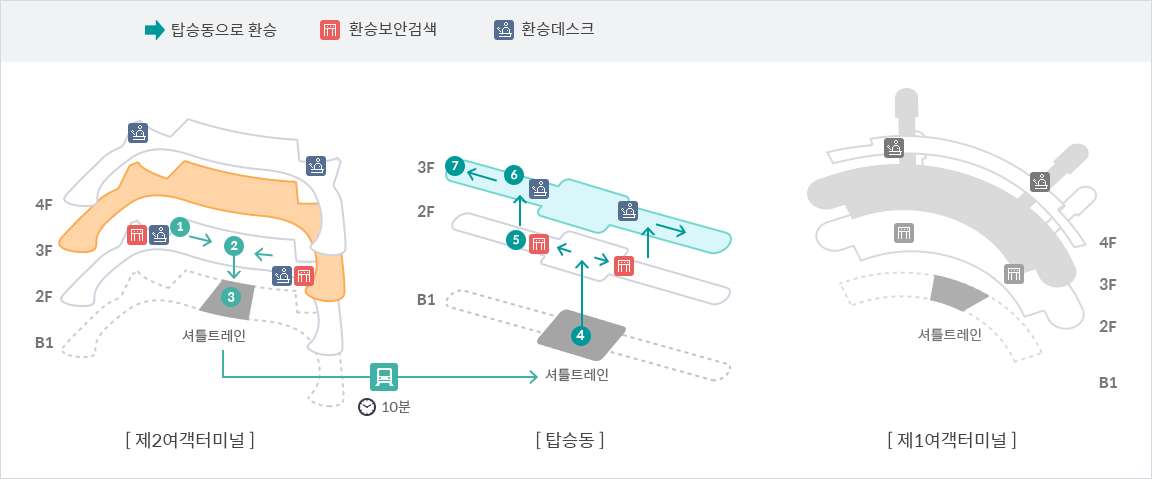 탑승동으로 환승
환승보안검색
환승데스크
4F
3F
2F
B1
1
2
3
셔틀트레인
10분
[ 제2여객터미널 ]
3F
2F
B1
7
6
5
4
셔틀트레인
[ 탑승동 ]
4F
3F
2F
B1
셔틀트레인
[ 제1여객터미널 ]